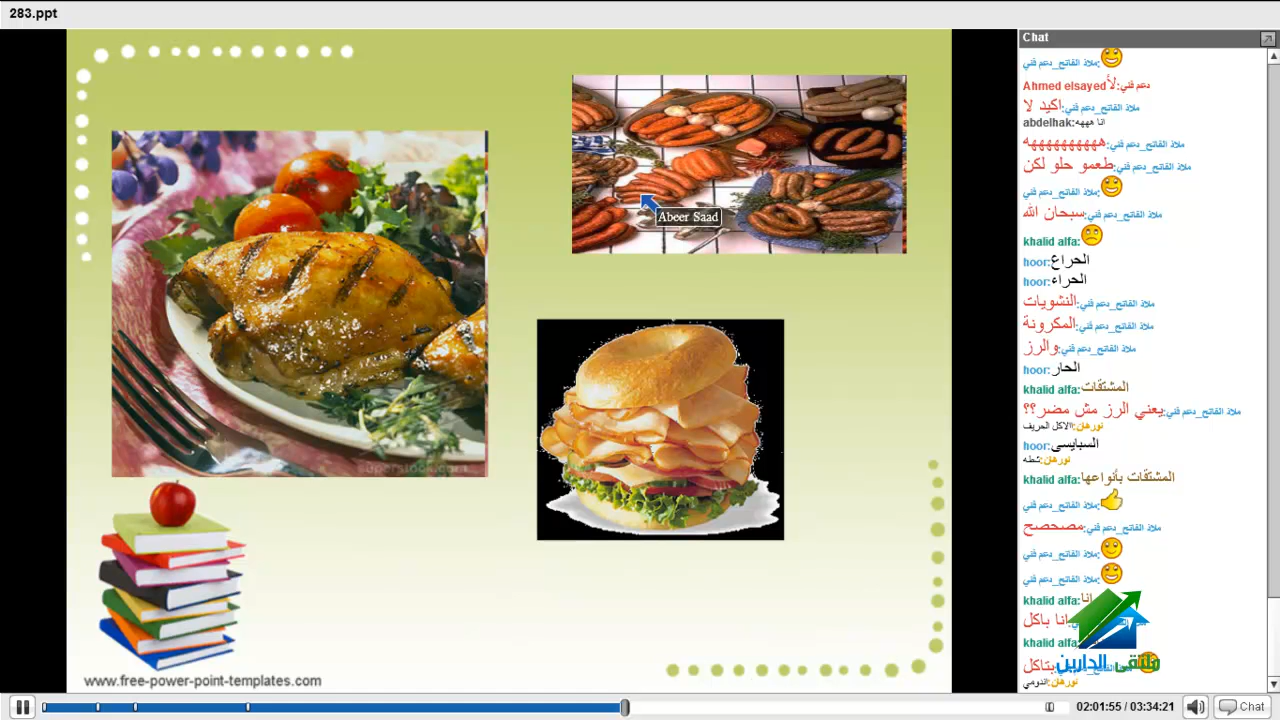 283.ppt
Abeer Saad
www.free-power-point-templates.com
Chat
ملاذ الفاتح_دعم فني:
Ahmed elsayed دعم فني:لأ
ملاذ الفاتح_دعم فني:اكيد لا
abdelhak:انا هههه
ملاذ الفاتح_دعم فني:هههههههههههه
ملاذ الفاتح_دعم فني:طعمو حلو لكن
ملاذ الفاتح_دعم فني:
ملاذ الفاتح_دعم فني:سبحان الله
khalid alfa:
hoor:الحراع
hoor:الحراء
ملاذ الفاتح_دعم فني:النشويات
ملاذ الفاتح_دعم فني:المكرونة
ملاذ الفاتح_دعم فني:والرز
hoor:الحار
khalid alfa:المشتقات
ملاذ الفاتح_دعم فني:يعني الرز مش مضر؟؟
نورهان:الاكل الحريف
hoor:السبايسى
نورهان:شطه
khalid alfa:المشتقات بأنواعها
ملاذ الفاتح_دعم فني:
ملاذ الفاتح_دعم فني:مصحصح
ملاذ الفاتح_دعم فني:
ملاذ الفاتح_دعم فني:
khalid alfa:انا
انا باكل
khalid alfa:
بتاكل
نورهان:اندومي
ملتقى الدارين
02:01:55 / 03:34:21
Chat